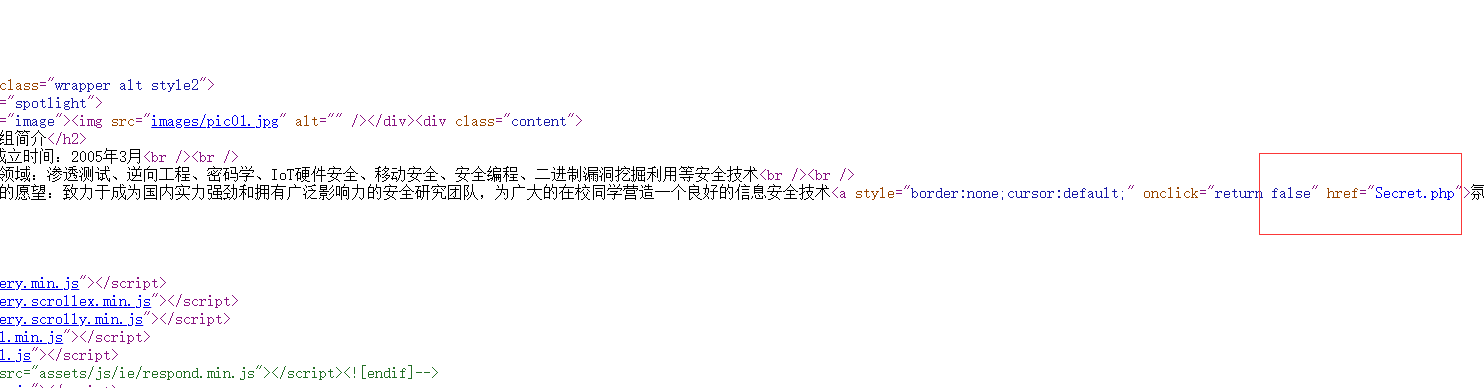 class="wrapper alt style2">
="spotlight">
="image"><img src="images/pic01.jpg" alt="" /></div><div class="content">
组简介</h2>
成立时间：2005年3月<br /><br />
领域：渗透测试、逆向工程、密码学、IoT硬件安全、移动安全、安全编程、二进制漏洞挖掘利用等安全技术<br /><br />
的愿望：致力于成为国内实力强劲和拥有广泛影响力的安全研究团队，为广大的在校同学营造一个良好的信息安全技术<a style="border:none;cursor:default;" onclick="return false" href="Secret.php">氛
ery.min.js"></script>
ery.scrollex.min.js"></script>
ery.scrolly.min.js"></script>
l.min.js"></script>
l.js"></script>
src="assets/js/ie/respond.min.js"></script><![endif]-->